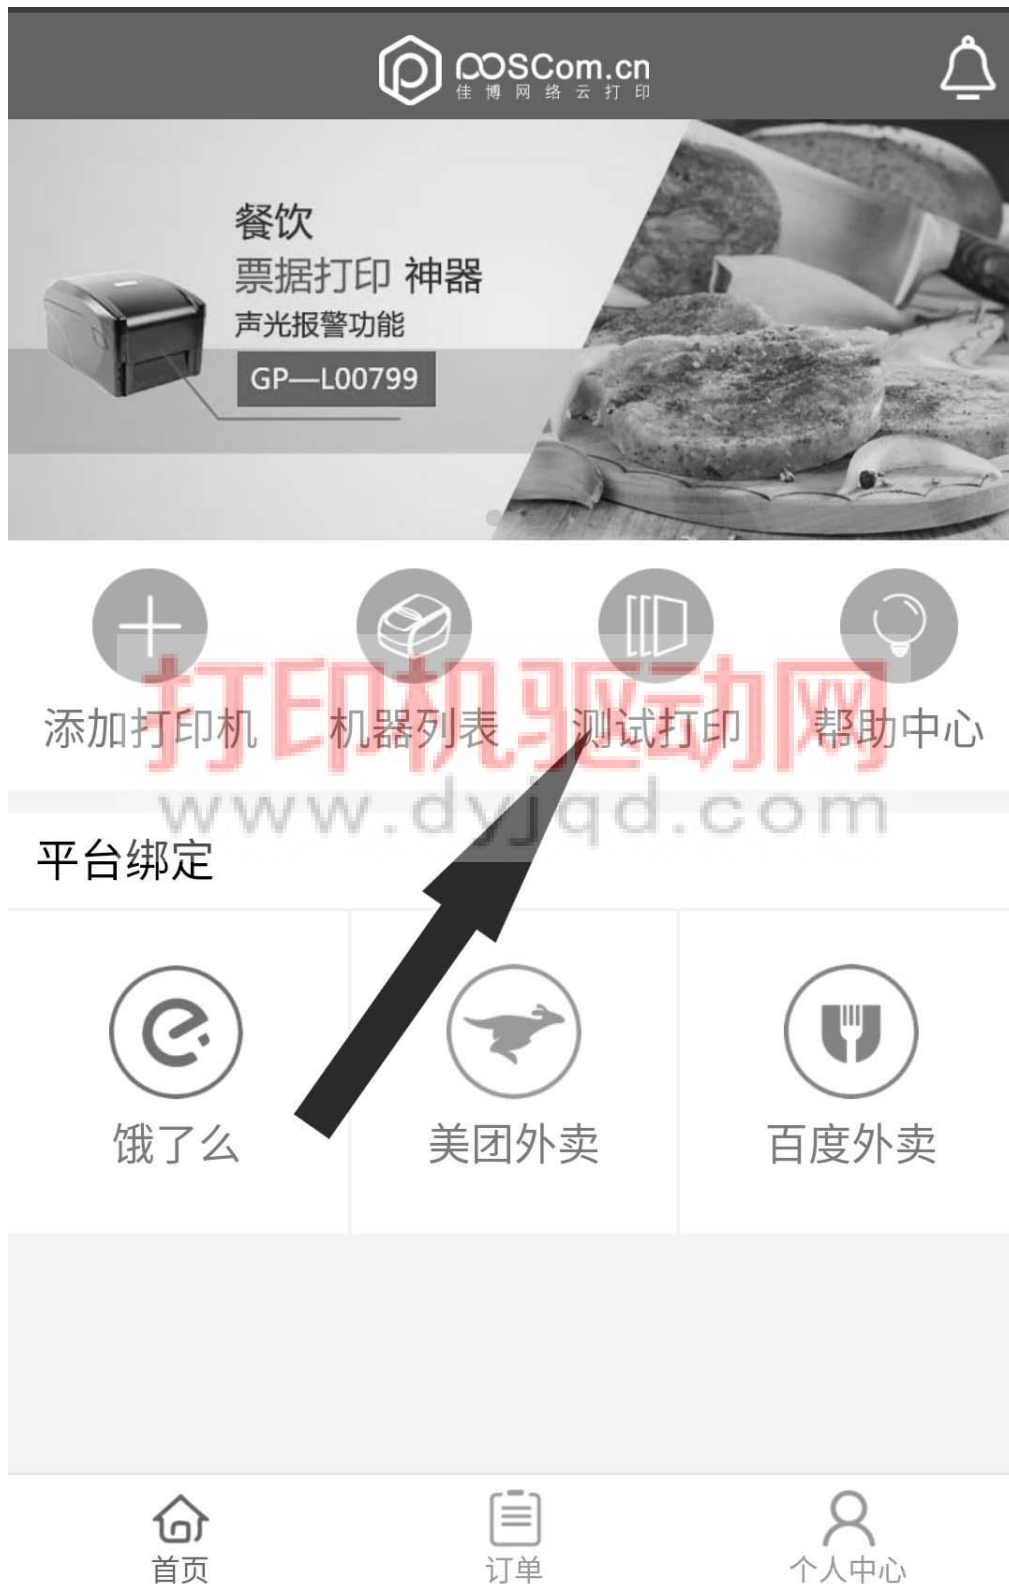 POSCom.cn
佳博网络云打印
餐饮
票据打印 神器
声光报警功能
GP—L00799
添加打印机 机器列表 测试打印 帮助中心
打印机驱动网
www.dyjqd.com
平台绑定
饿了么 美团外卖 百度外卖
首页 订单 个人中心